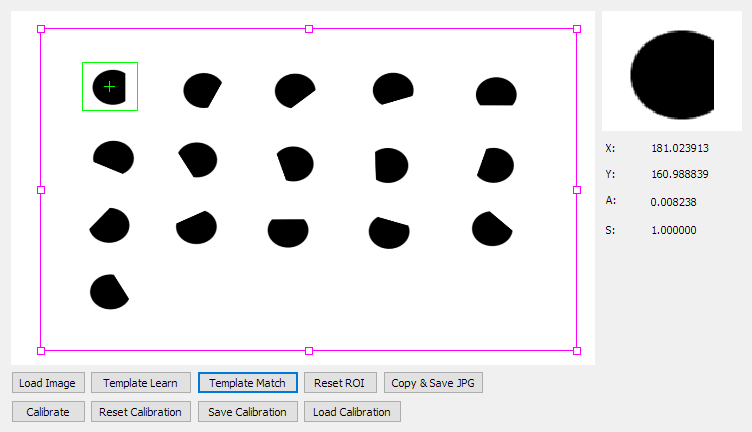 X: 181.023913
Y: 160.988839
A: 0.008238
S: 1.000000
Load Image Template Learn Template Match Reset ROI Copy & Save JPG
Calibrate Reset Calibration Save Calibration Load Calibration